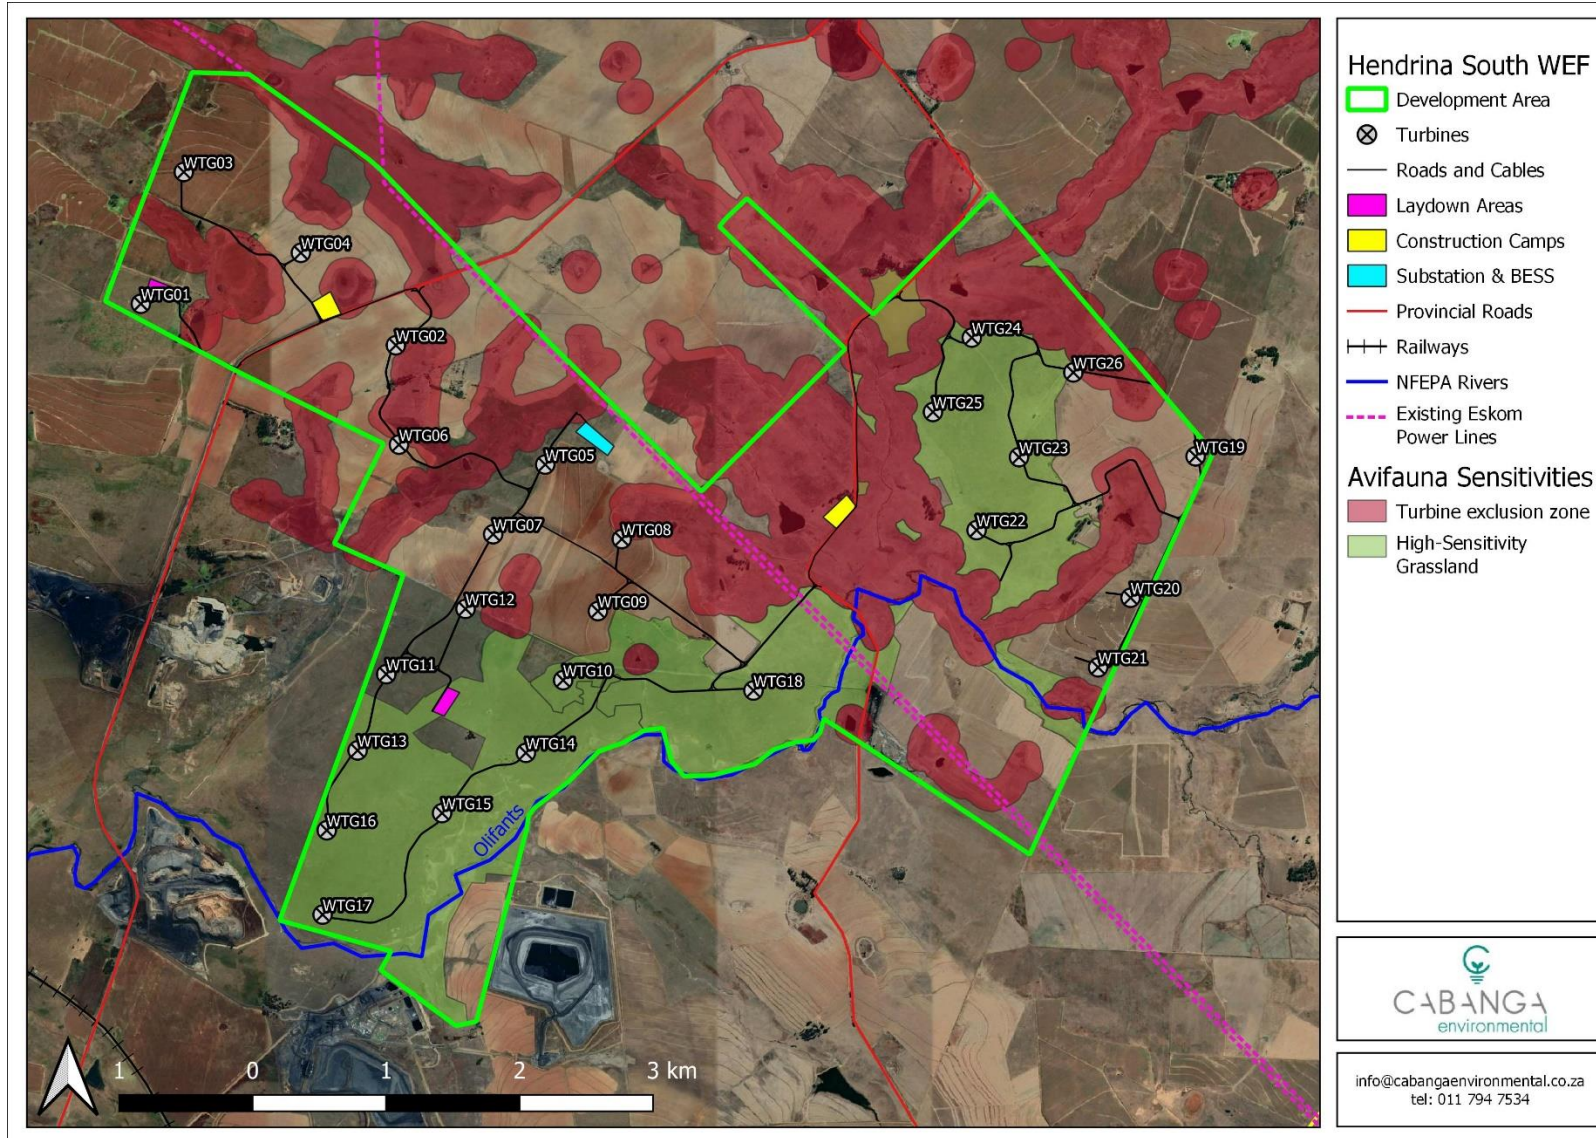 WTG03
WTG04
WTG01
WTG02
WTG24
WTG26
WTG25
WTG06
WTG05
WTG23
WTG19
WTG07
WTG08
WTG22
WTG12
WTG09
WTG20
WTG11
WTG10
WTG18
WTG21
WTG13
WTG14
WTG15
WTG16
Olifants
WTG17
1 0 1 2 3 km
Hendrina South WEF
Development Area
Turbines
Roads and Cables
Laydown Areas
Construction Camps
Substation & BESS
Provincial Roads
Railways
NFEPA Rivers
Existing Eskom
Power Lines
Avifauna Sensitivities
Turbine exclusion zone
High-Sensitivity
Grassland
CABANGA
environmental
info@cabangaenvironmental.co.za
tel: 011 794 7534